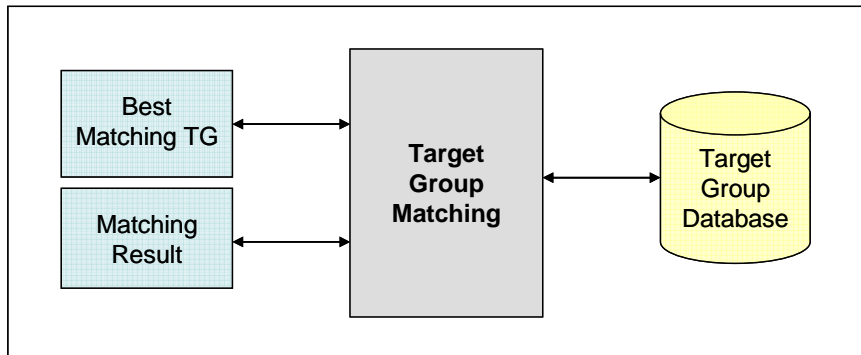 Best
Matching TG
Matching
Result
Target
Group
Matching
Target
Group
Database